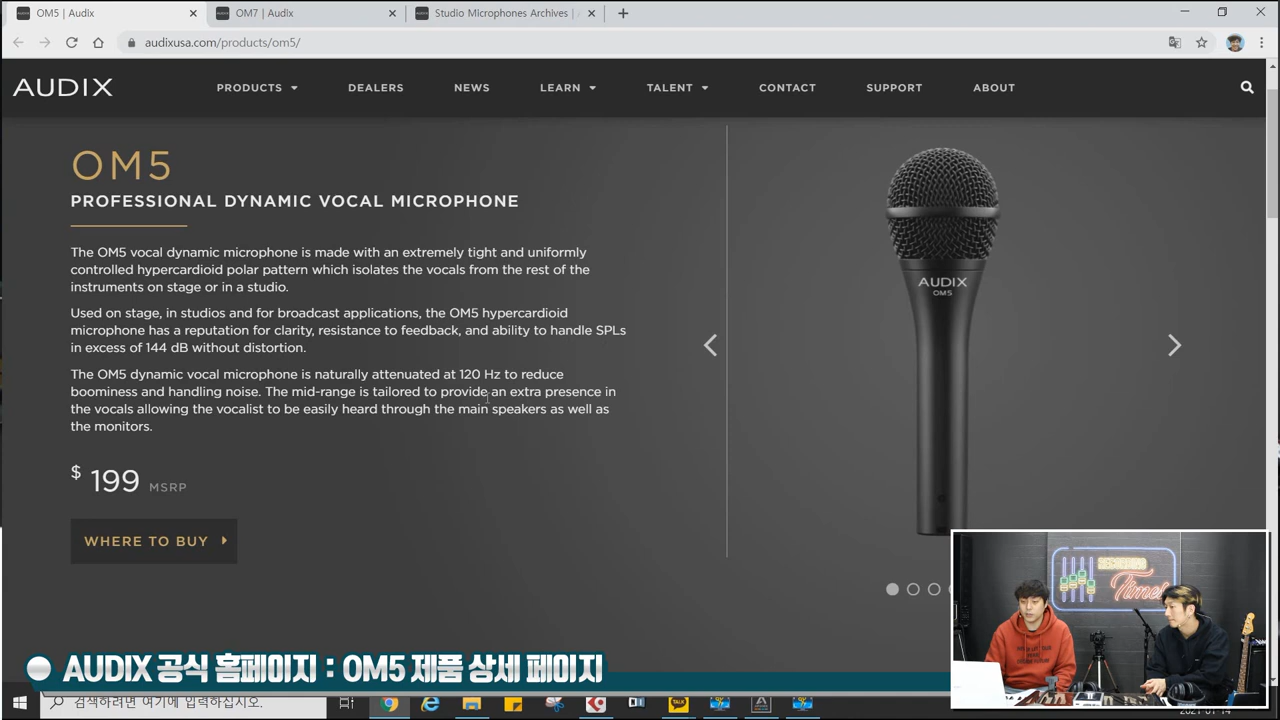 OM5 | Audix
OM7 | Audix
Studio Microphones Archives |
audixusa.com/products/om5/
AUDIX
PRODUCTS
DEALERS
NEWS
LEARN
TALENT
CONTACT
SUPPORT
ABOUT
OM5
PROFESSIONAL DYNAMIC VOCAL MICROPHONE
The OM5 vocal dynamic microphone is made with an extremely tight and uniformly
controlled hypercardioid polar pattern which isolates the vocals from the rest of the
instruments on stage or in a studio.
Used on stage, in studios and for broadcast applications, the OM5 hypercardioid
microphone has a reputation for clarity, resistance to feedback, and ability to handle SPLs
in excess of 144 dB without distortion.
The OM5 dynamic vocal microphone is naturally attenuated at 120 Hz to reduce
boominess and handling noise. The mid-range is tailored to provide an extra presence in
the vocals allowing the vocalist to be easily heard through the main speakers as well as
the monitors.
$ 199 MSRP
WHERE TO BUY
AUDIX
OM5
Times
AUDIX 공식 홈페이지 : OM5 제품 상세 페이지
검색하려면 여기에 입력하십시오.
TALK
2021-01-14